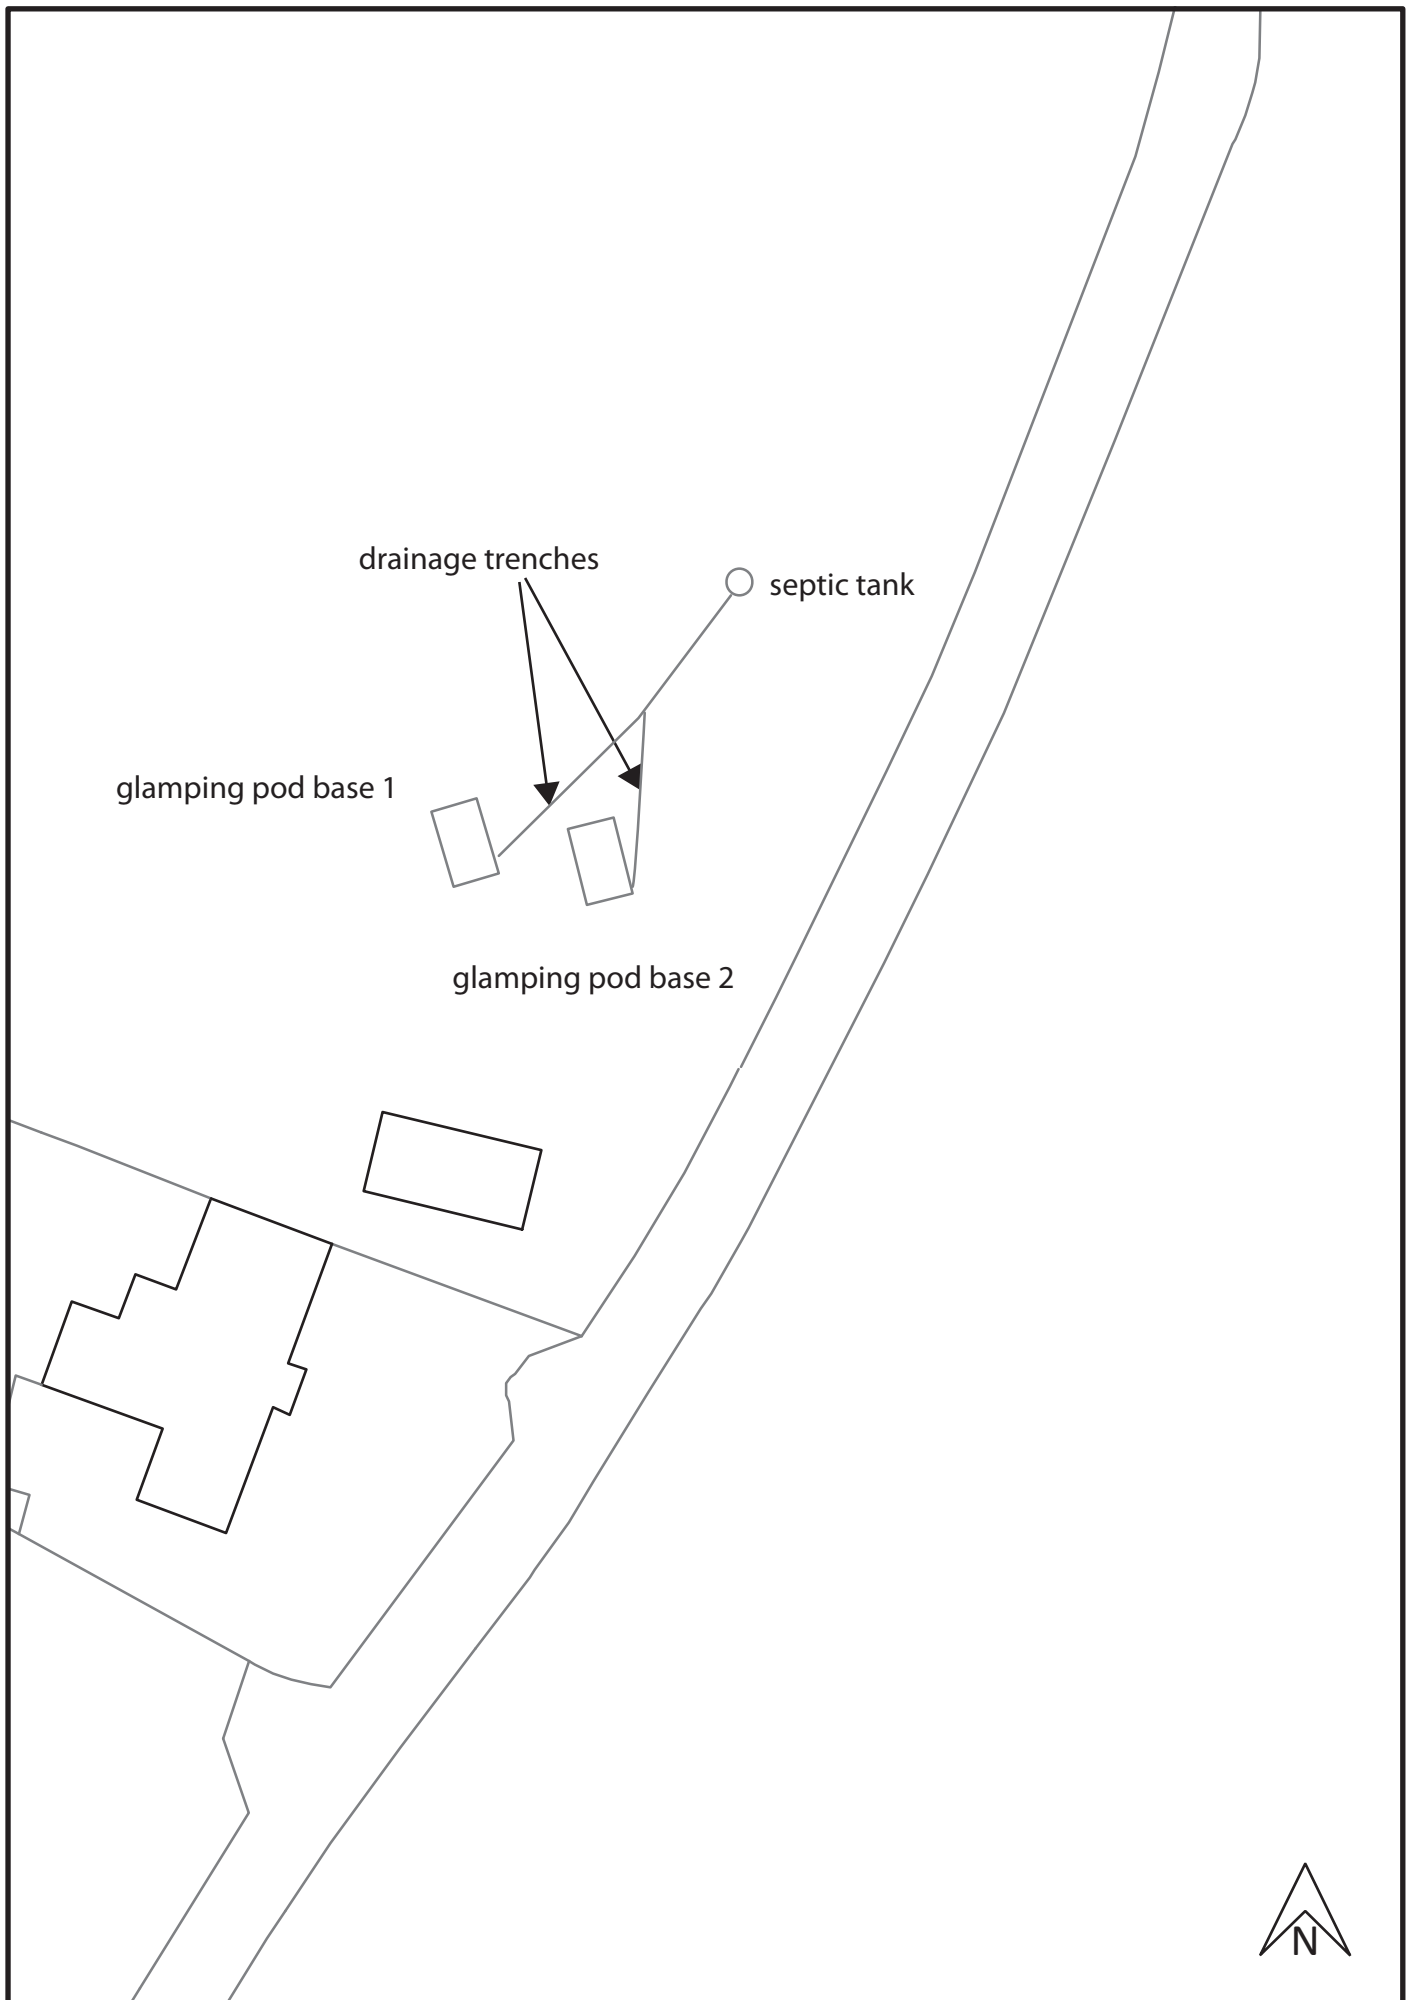 drainage trenches
septic tank
glamping pod base 1
glamping pod base 2
N